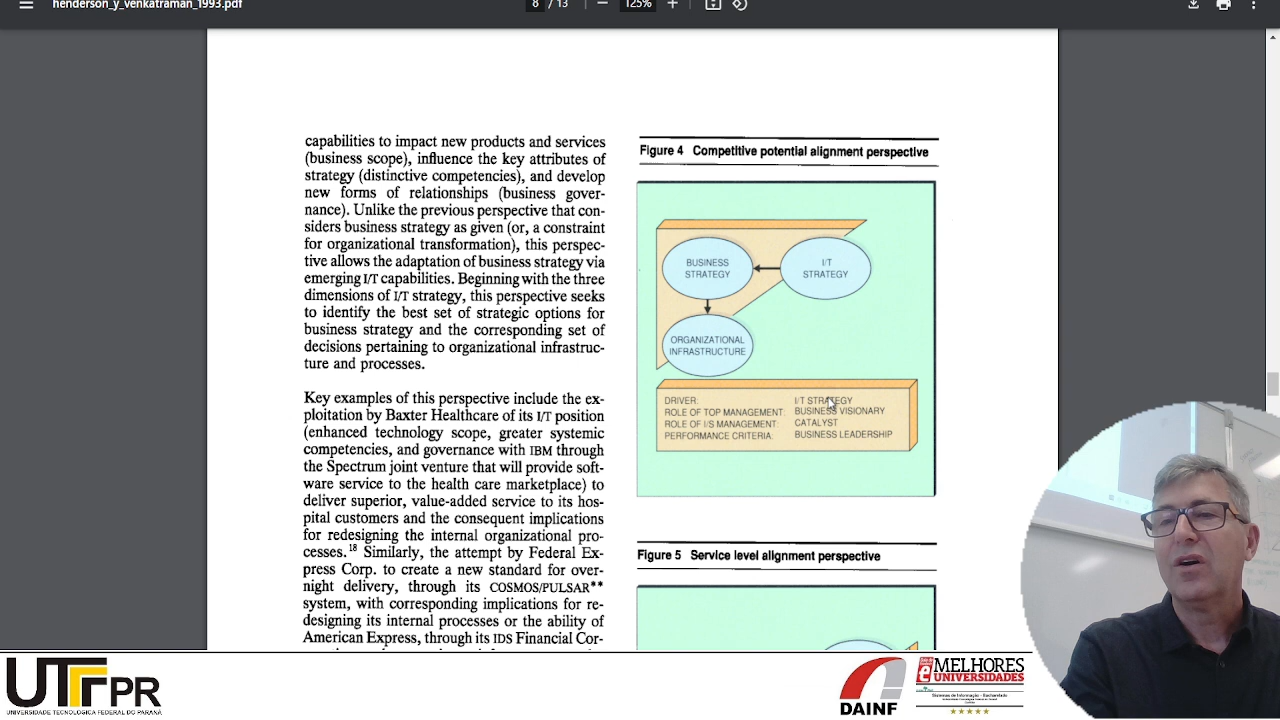 henderson_y_venkatraman_1993.pdf
8 / 13
125%
capabilities to impact new products and services
(business scope), influence the key attributes of
strategy (distinctive competencies), and develop
new forms of relationships (business gover-
nance). Unlike the previous perspective that con-
siders business strategy as given (or, a constraint
for organizational transformation), this perspec-
tive allows the adaptation of business strategy via
emerging I/T capabilities. Beginning with the three
dimensions of I/T strategy, this perspective seeks
to identify the best set of strategic options for
business strategy and the corresponding set of
decisions pertaining to organizational infrastruc-
ture and processes.
Key examples of this perspective include the ex-
ploitation by Baxter Healthcare of its I/T position
(enhanced technology scope, greater systemic
competencies, and governance with IBM through
the Spectrum joint venture that will provide soft-
ware service to the health care marketplace) to
deliver superior, value-added service to its hos-
pital customers and the consequent implications
for redesigning the internal organizational pro-
cesses.18 Similarly, the attempt by Federal Ex-
press Corp. to create a new standard for over-
night delivery, through its COSMOS/PULSAR**
system, with corresponding implications for re-
designing its internal processes or the ability of
American Express, through its IDS Financial Cor-
Figure 4 Competitive potential alignment perspective
BUSINESS
STRATEGY
I/T
STRATEGY
ORGANIZATIONAL
INFRASTRUCTURE
DRIVER: I/T STRATEGY
ROLE OF TOP MANAGEMENT: BUSINESS VISIONARY
ROLE OF I/S MANAGEMENT: CATALYST
PERFORMANCE CRITERIA: BUSINESS LEADERSHIP
Figure 5 Service level alignment perspective
UTFPR
UNIVERSIDADE TECNOLÓGICA FEDERAL DO PARANÁ
DAINF
MELHORES
UNIVERSIDADES
Sistemas de Informação - Bacharelado